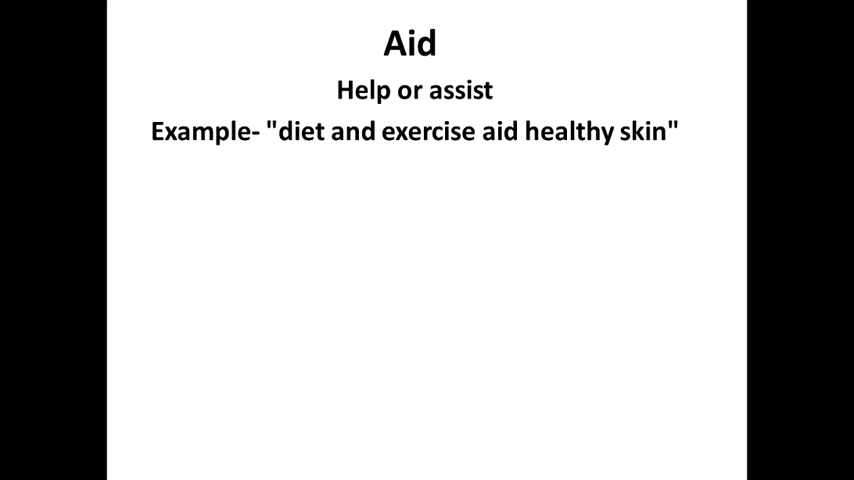 Aid
Help or assist
Example- "diet and exercise aid healthy skin"